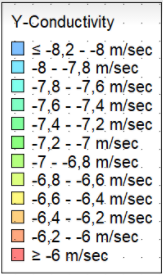 Y-Conductivity
≤ -8,2 - -8 m/sec
-8 - -7,8 m/sec
-7,8 - -7,6 m/sec
-7,6 - -7,4 m/sec
-7,4 - -7,2 m/sec
-7,2 - -7 m/sec
-7 - -6,8 m/sec
-6,8 - -6,6 m/sec
-6,6 - -6,4 m/sec
-6,4 - -6,2 m/sec
-6,2 - -6 m/sec
≥ -6 m/sec